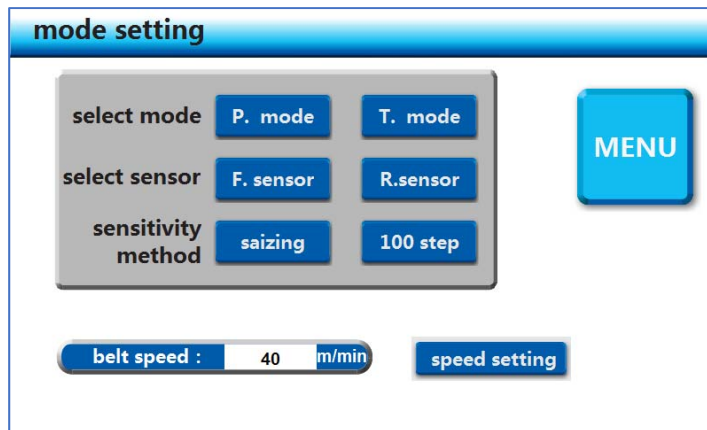 mode setting
select mode P. mode T. mode
MENU
select sensor F. sensor R.sensor
sensitivity method saizing 100 step
belt speed : 40 m/min speed setting